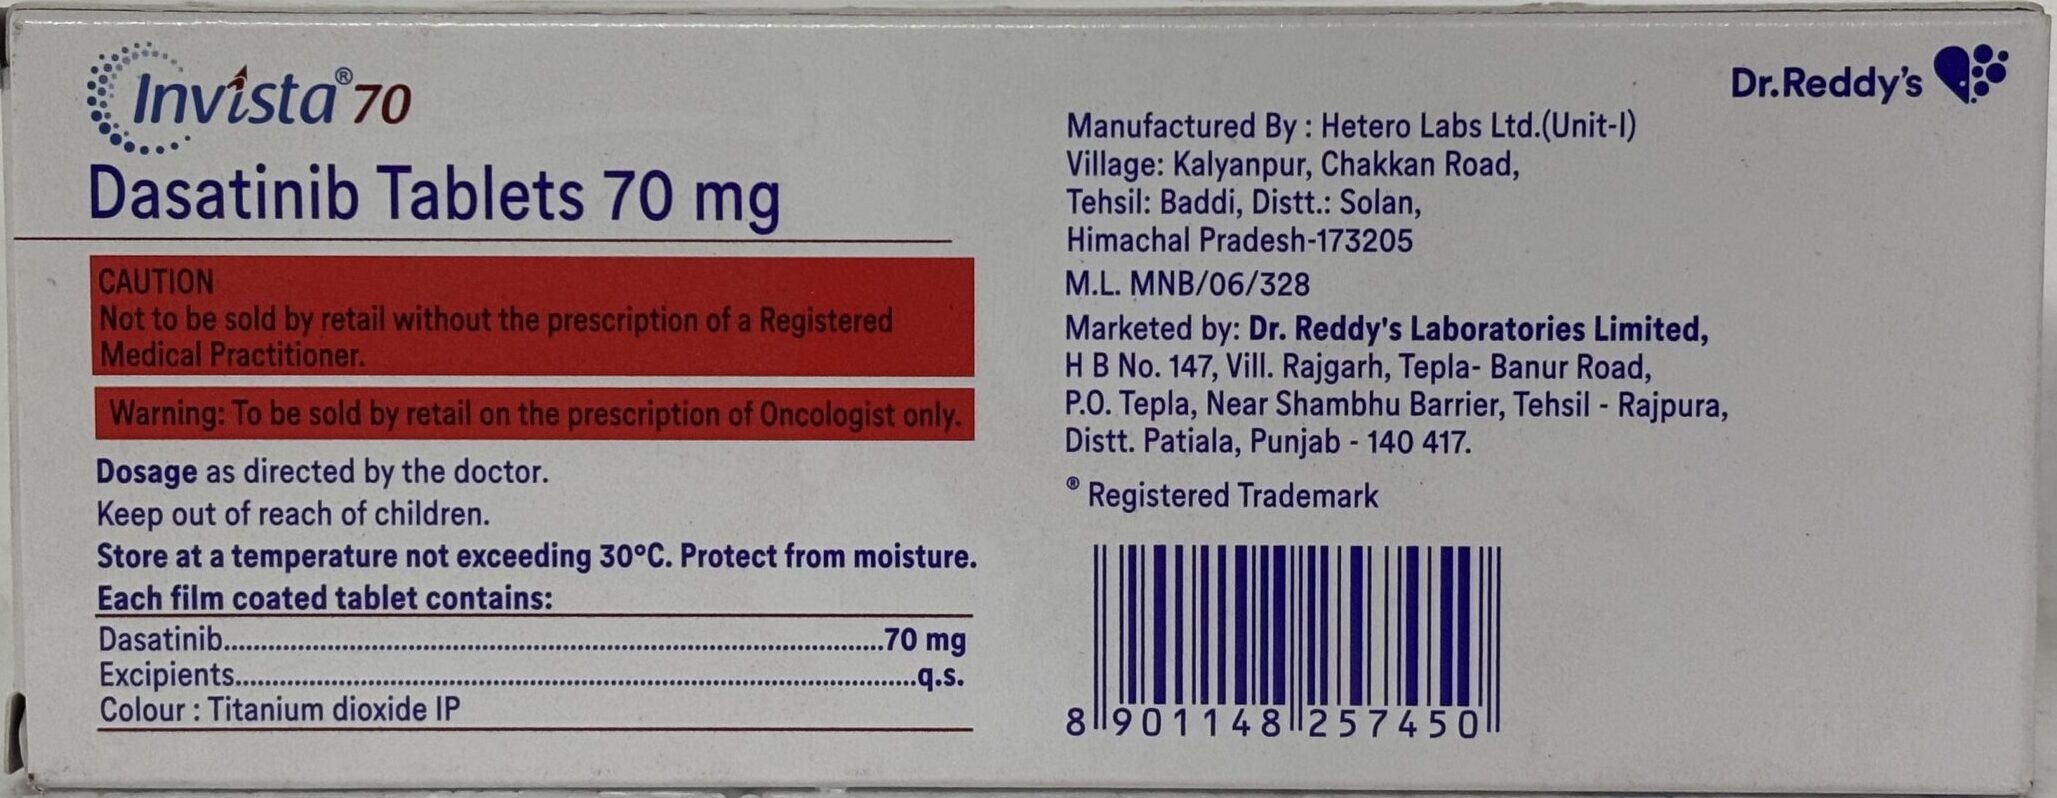 Invista® 70
Dasatinib Tablets 70 mg
CAUTION
Not to be sold by retail without the prescription of a Registered
Medical Practitioner.
Warning: To be sold by retail on the prescription of Oncologist only.
Dosage as directed by the doctor.
Keep out of reach of children.
Store at a temperature not exceeding 30°C. Protect from moisture.
Each film coated tablet contains:
Dasatinib....................70 mg
Excipients....................q.s.
Colour : Titanium dioxide IP
Dr.Reddy's
Manufactured By : Hetero Labs Ltd.(Unit-I)
Village: Kalyanpur, Chakkan Road,
Tehsil: Baddi, Distt.: Solan,
Himachal Pradesh-173205
M.L. MNB/06/328
Marketed by: Dr. Reddy's Laboratories Limited,
H B No. 147, Vill. Rajgarh, Tepla- Banur Road,
P.O. Tepla, Near Shambhu Barrier, Tehsil - Rajpura,
Distt. Patiala, Punjab - 140 417.
® Registered Trademark
8 901148 257450